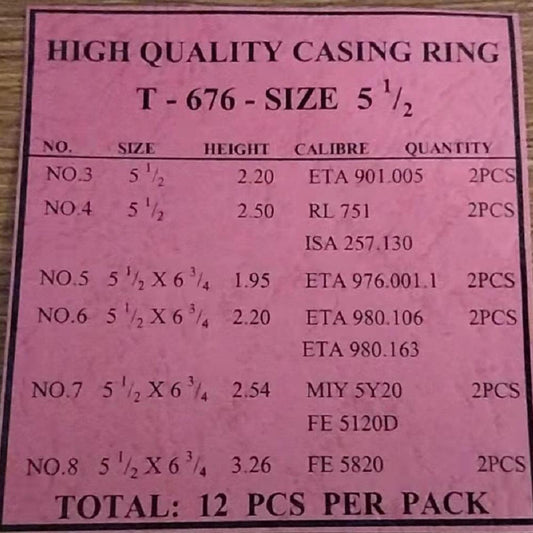 HIGH QUALITY CASING RING
T - 676 - SIZE 5 1/2
NO. SIZE HEIGHT CALIBRE QUANTITY
NO.3 5 1/2 2.20 ETA 901.005 2PCS
NO.4 5 1/2 2.50 RL 751 2PCS
ISA 257.130
NO.5 5 1/2 X 6 3/4 1.95 ETA 976.001.1 2PCS
NO.6 5 1/2 X 6 3/4 2.20 ETA 980.106 2PCS
ETA 980.163
NO.7 5 1/2 X 6 3/4 2.54 MIY 5Y20 2PCS
FE 5120D
NO.8 5 1/2 X 6 3/4 3.26 FE 5820 2PCS
TOTAL: 12 PCS PER PACK